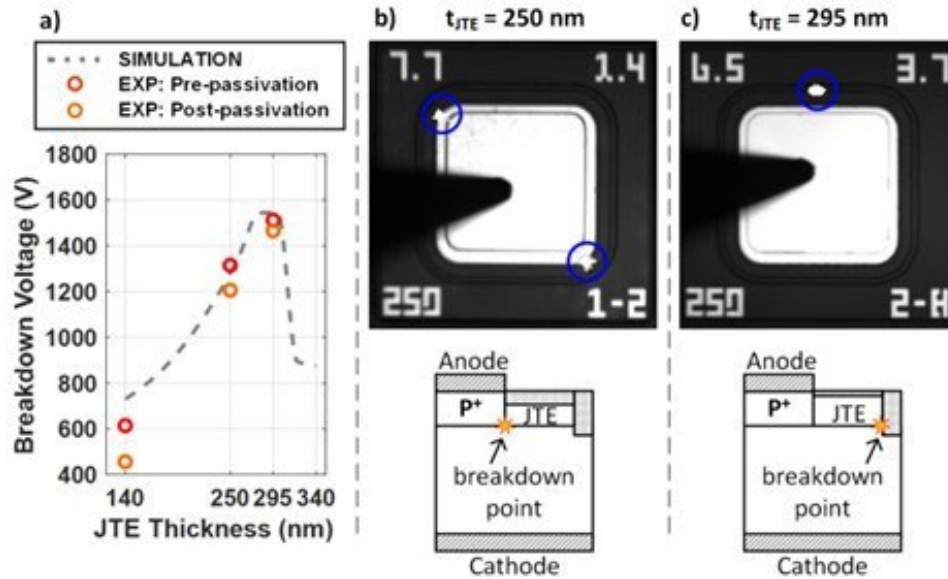 a)
SIMULATION
EXP: Pre-passivation
EXP: Post-passivation
Breakdown Voltage (V)
1800
1600
1400
1200
1000
800
600
400
140 250 295 340
JTE Thickness (nm)
b) tJTE = 250 nm
7.7 1.4
250 1-2
Anode
P+ JTE
breakdown
point
Cathode
c) tJTE = 295 nm
6.5 3.7
250 2-H
Anode
P+ JTE
breakdown
point
Cathode